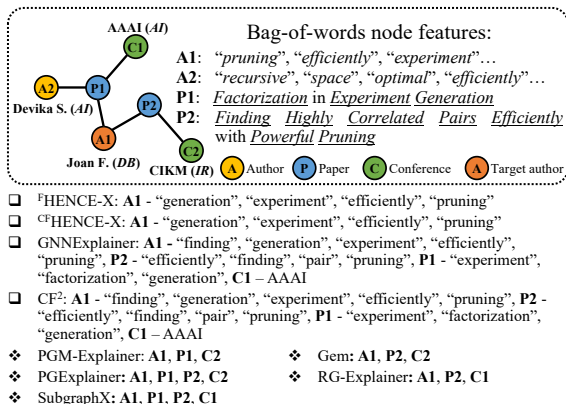 AAAI (AI)
C1
A2
P1
Devika S. (AI)
P2
A1
C2
Joan F. (DB)
CIKM (IR)
Bag-of-words node features:
A1: “pruning”, “efficiently”, “experiment”…
A2: “recursive”, “space”, “optimal”, “efficiently”…
P1: Factorization in Experiment Generation
P2: Finding Highly Correlated Pairs Efficiently
with Powerful Pruning
A Author P Paper C Conference A Target author
❑ FHENCE-X: A1 - “generation”, “experiment”, “efficiently”, “pruning”
❑ CFHENCE-X: A1 - “generation”, “experiment”, “efficiently”, “pruning”
❑ GNNExplainer: A1 - “finding”, “generation”, “experiment”, “efficiently”,
“pruning”, P2 - “efficiently”, “finding”, “pair”, “pruning”, P1 - “experiment”,
“factorization”, “generation”, C1 – AAAI
❑ CF²: A1 - “finding”, “generation”, “experiment”, “efficiently”, “pruning”, P2 -
“efficiently”, “finding”, “pair”, “pruning”, P1 - “experiment”, “factorization”,
“generation”, C1 – AAAI
❖ PGM-Explainer: A1, P1, C2 ❖ Gem: A1, P2, C2
❖ PGExplainer: A1, P1, P2, C2 ❖ RG-Explainer: A1, P2, C1
❖ SubgraphX: A1, P1, P2, C1